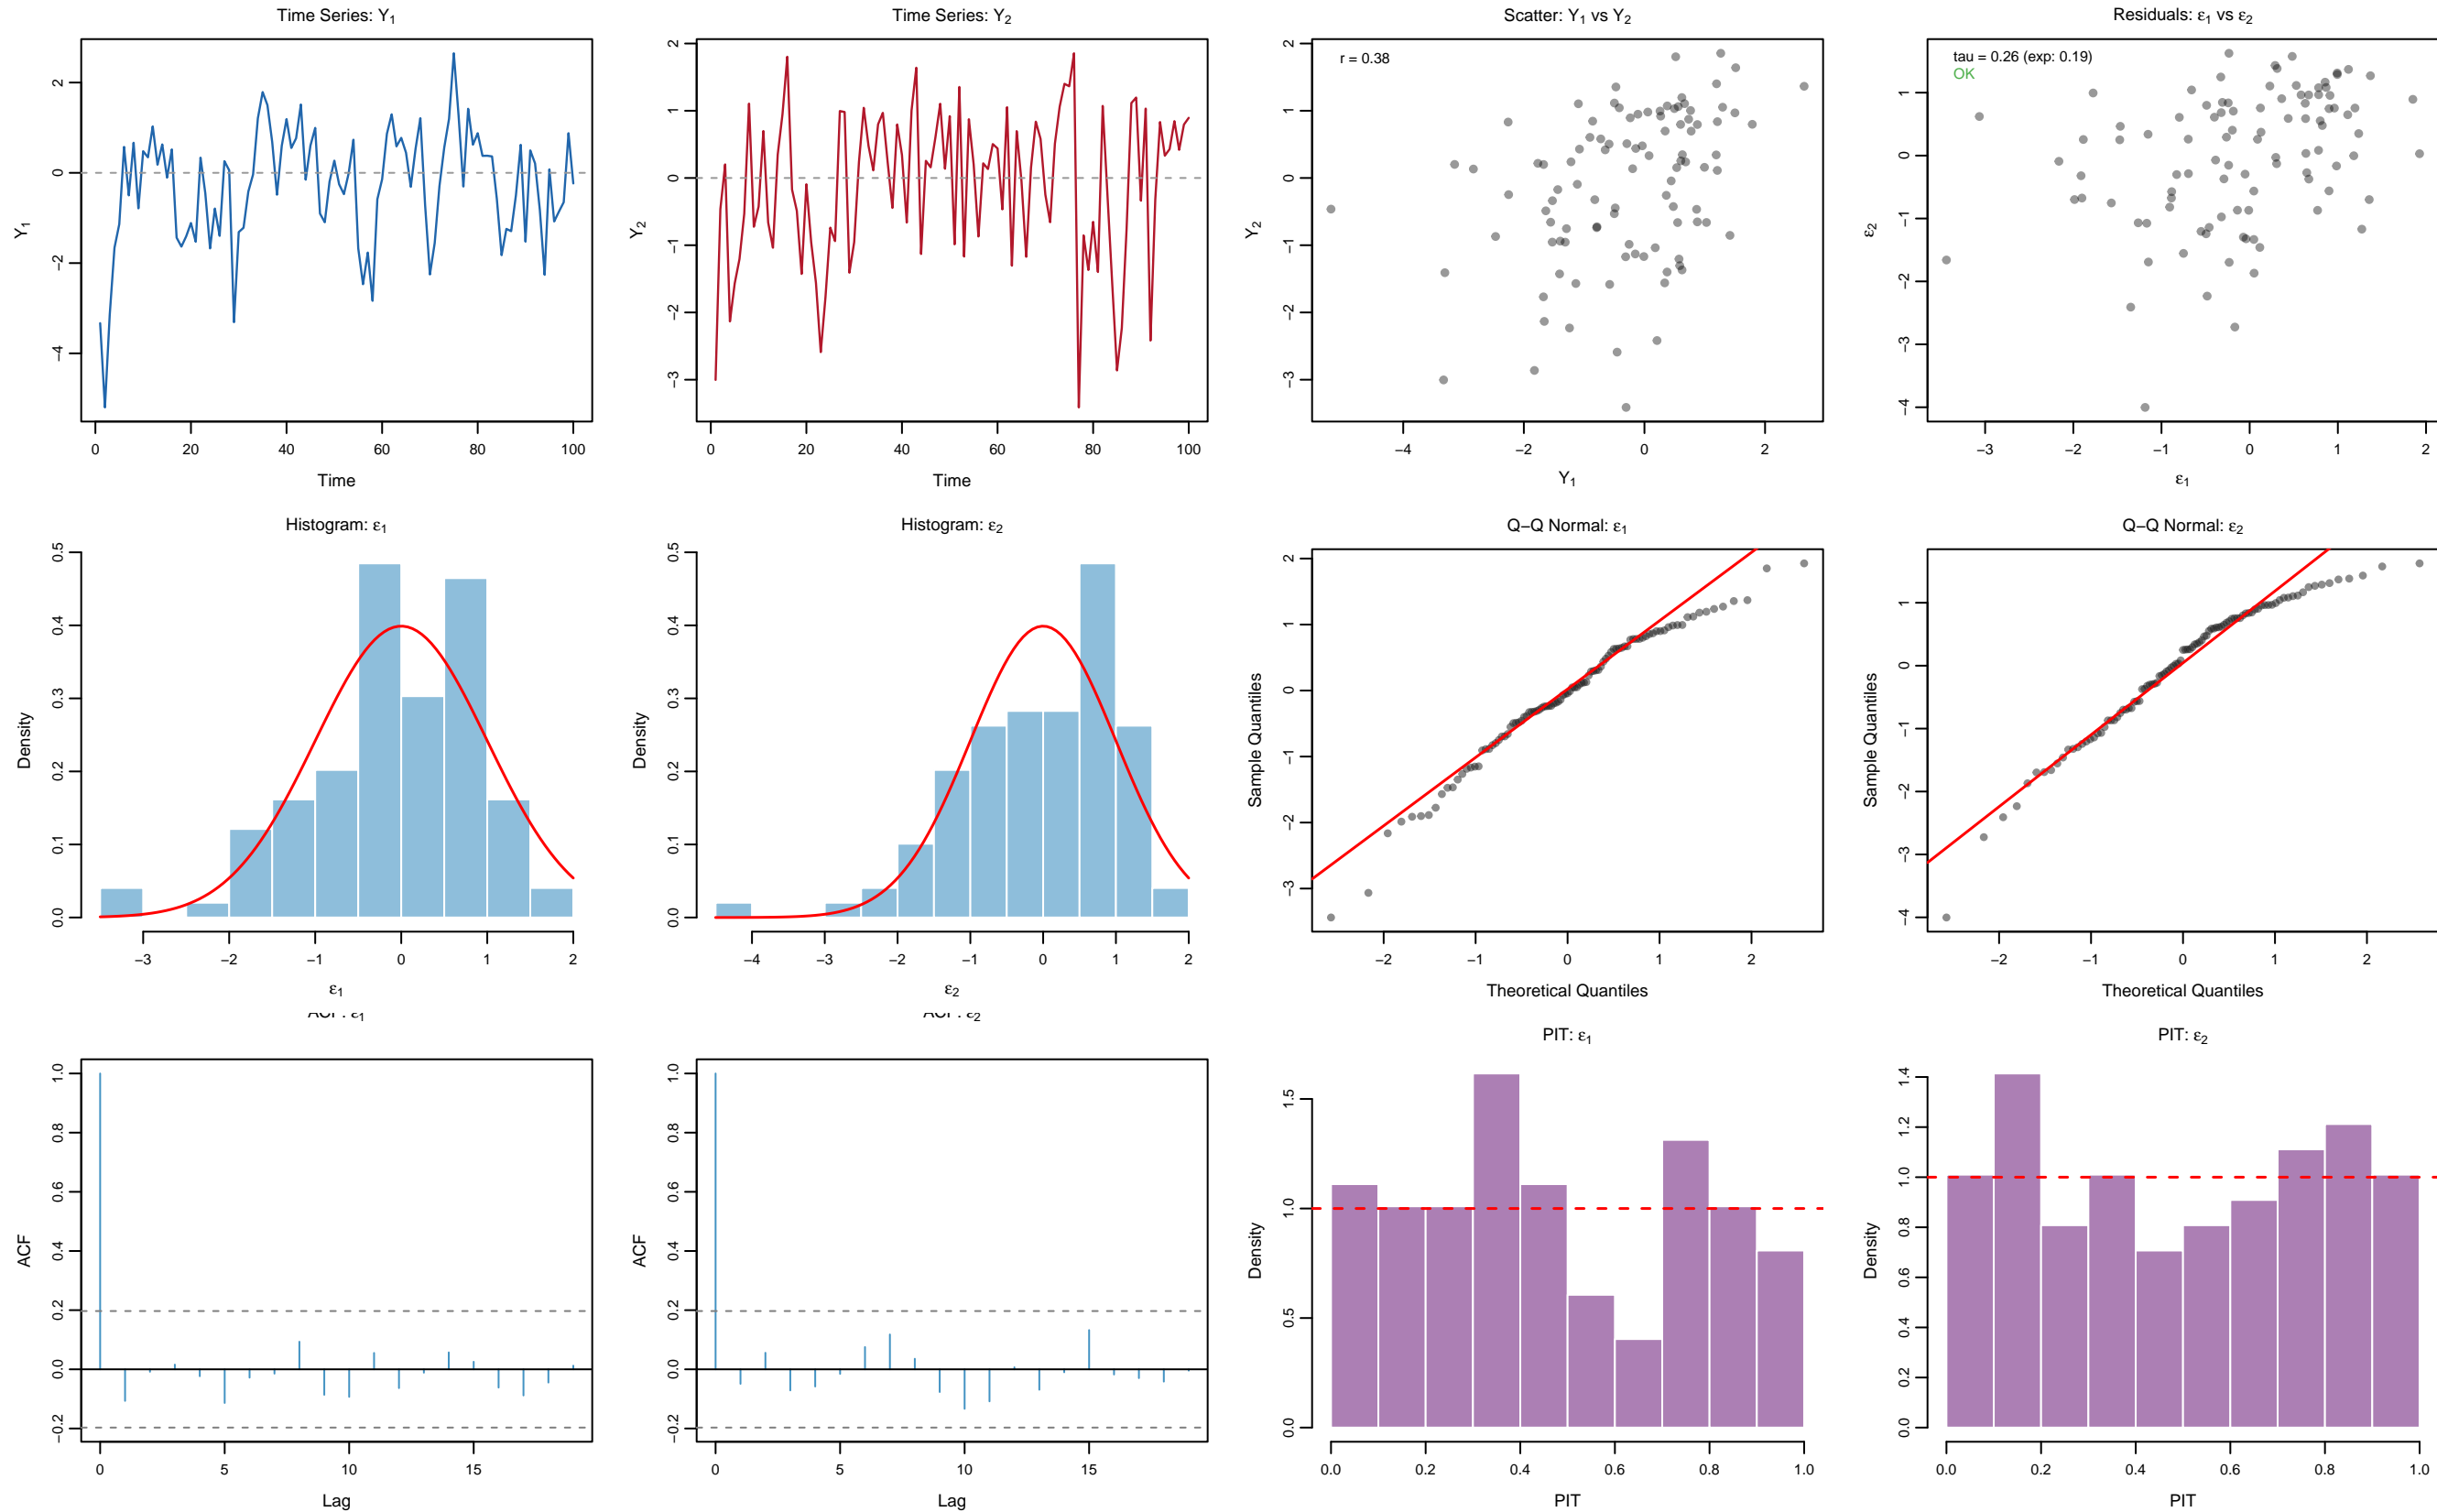 Time Series: Y₁
Y₁
2
0
−2
−4
0 20 40 60 80 100
Time
Time Series: Y₂
Y₂
2
1
0
−1
−2
−3
0 20 40 60 80 100
Time
Scatter: Y₁ vs Y₂
r = 0.38
Y₂
2
1
0
−1
−2
−3
−4 −2 0 2
Y₁
Residuals: ε₁ vs ε₂
tau = 0.26 (exp: 0.19)
OK
ε₂
1
0
−1
−2
−3
−4
−3 −2 −1 0 1 2
ε₁
Histogram: ε₁
Density
0.5
0.4
0.3
0.2
0.1
0.0
−3 −2 −1 0 1 2
ε₁
Histogram: ε₂
Density
0.5
0.4
0.3
0.2
0.1
0.0
−4 −3 −2 −1 0 1 2
ε₂
Q−Q Normal: ε₁
Sample Quantiles
2
1
0
−1
−2
−3
−2 −1 0 1 2
Theoretical Quantiles
Q−Q Normal: ε₂
Sample Quantiles
1
0
−1
−2
−3
−4
−2 −1 0 1 2
Theoretical Quantiles
ACF: ε₁
ACF
1.0
0.8
0.6
0.4
0.2
0.0
−0.2
0 5 10 15
Lag
ACF: ε₂
ACF
1.0
0.8
0.6
0.4
0.2
0.0
−0.2
0 5 10 15
Lag
PIT: ε₁
Density
1.5
1.0
0.5
0.0
0.0 0.2 0.4 0.6 0.8 1.0
PIT
PIT: ε₂
Density
1.4
1.2
1.0
0.8
0.6
0.4
0.2
0.0
0.0 0.2 0.4 0.6 0.8 1.0
PIT